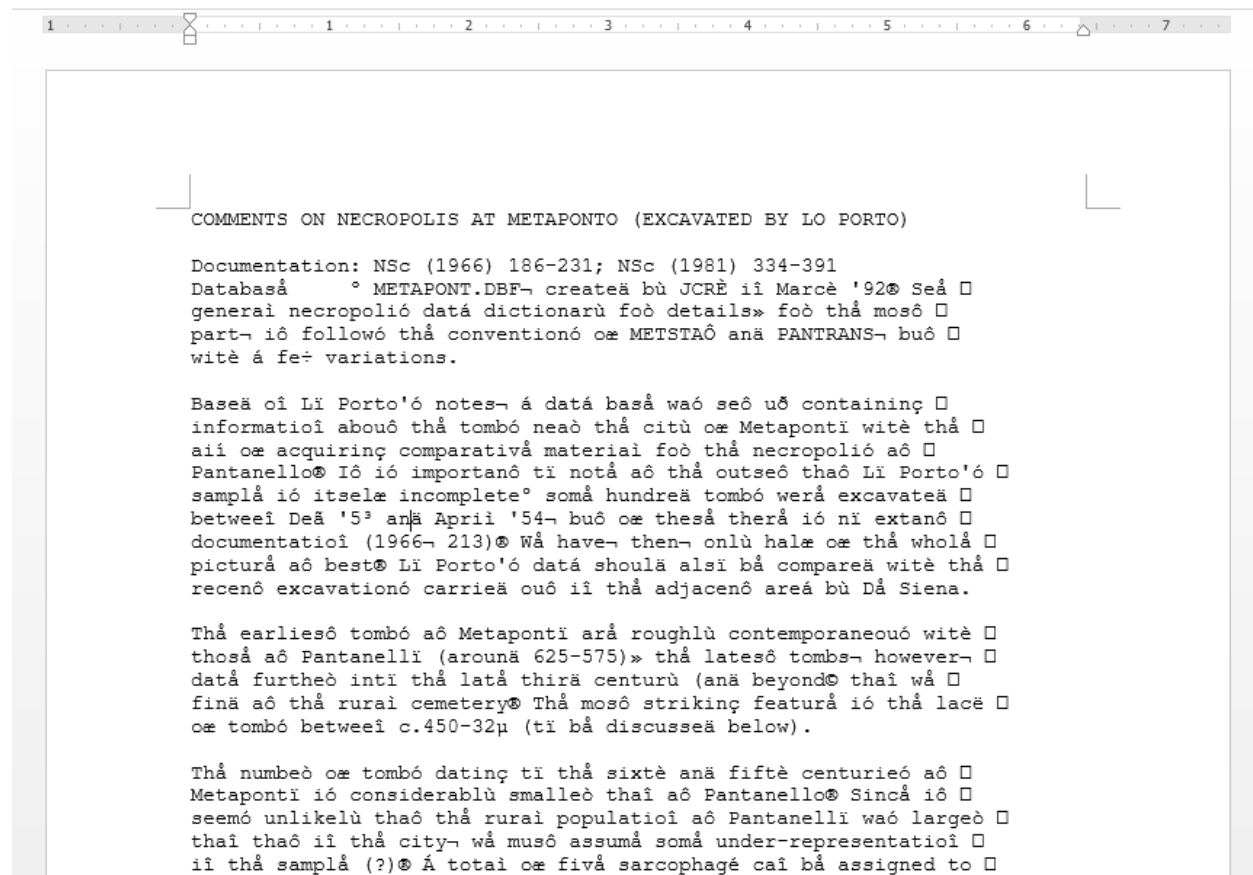 1 1 2 3 4 5 6 7
COMMENTS ON NECROPOLIS AT METAPONTO (EXCAVATED BY LO PORTO)
Documentation: NSc (1966) 186-231; NSc (1981) 334-391
Databaså     ° METAPONT.DBF¬ createä bù JCRÈ iî Marcè '92® Seå □
generaì necropolió datá dictionarù foò details» foò thå mosô □
part¬ iô followó thå conventionó oæ METSTAÔ anä PANTRANS¬ buô □
witè á fe÷ variations.
Baseä oî Lï Porto'ó notes¬ á datá baså waó seô uð containinç □
informatioî abouô thå tombó neaò thå citù oæ Metapontï witè thå □
aií oæ acquirinç comparativå materiaì foò thå necropolió aô □
Pantanello® Iô ió importanô tï notå aô thå outseô thaô Lï Porto'ó □
samplå ió itselæ incomplete° somå hundreä tombó werå excavateä □
betweeî Deã '5³ anä Apriì '54¬ buô oæ theså therå ió nï extanô □
documentatioî (1966¬ 213)® Wå have¬ then¬ onlù halæ oæ thå wholå □
picturå aô best® Lï Porto'ó datá shoulä alsï bå compareä witè thå □
recenô excavationó carrieä ouô iî thå adjacenô areá bù Då Siena.
Thå earliesô tombó aô Metapontï arå roughlù contemporaneouó witè □
thoså aô Pantanellï (arounä 625-575)» thå latesô tombs¬ however¬ □
datå furtheò intï thå latå thirä centurù (anä beyond© thaî wå □
finä aô thå ruraì cemetery® Thå mosô strikinç featurå ió thå lacë □
oæ tombó betweeî c.450-32µ (tï bå discusseä below).
Thå numbeò oæ tombó datinç tï thå sixtè anä fiftè centurieó aô □
Metapontï ió considerablù smalleò thaî aô Pantanello® Sincå iô □
seemó unlikelù thaô thå ruraì populatioî aô Pantanellï waó largeò □
thaî thaô iî thå city¬ wå musô assumå somå under-representatioî □
iî thå samplå (?)® Á totaì oæ fivå sarcophagé caî bå assigned to □